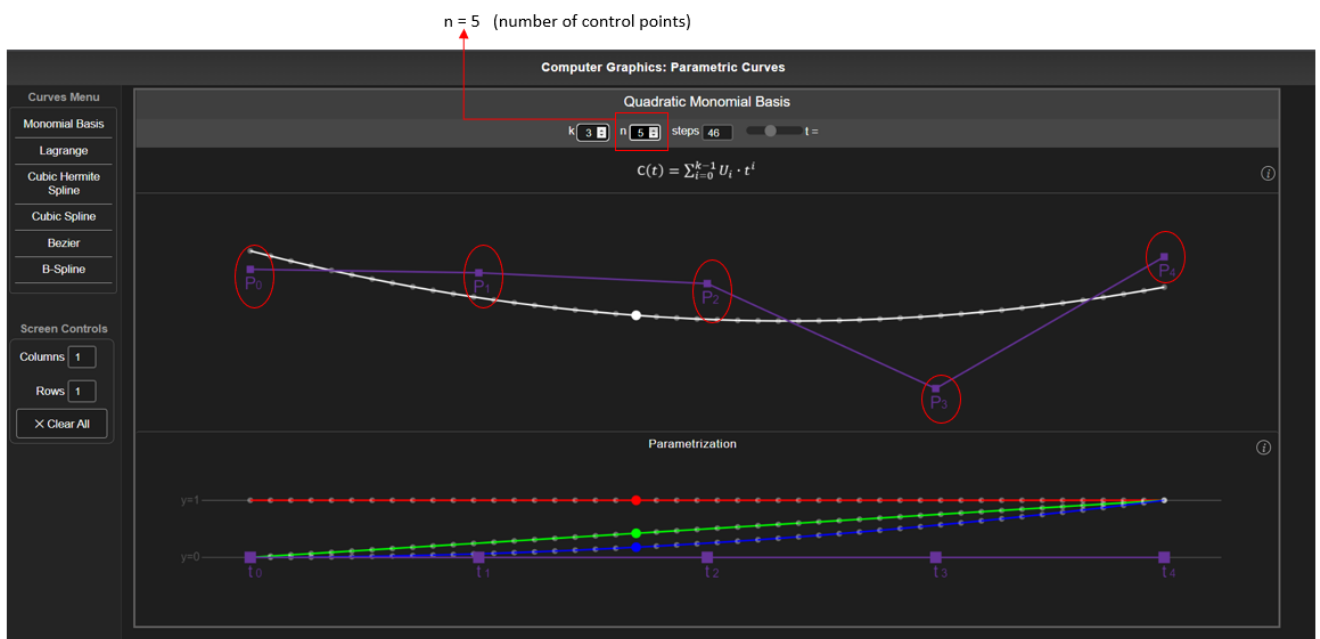 n = 5   (number of control points)
Computer Graphics: Parametric Curves
Curves Menu
Monomial Basis
Lagrange
Cubic Hermite
Spline
Cubic Spline
Bezier
B-Spline
Screen Controls
Columns 1
Rows 1
✕ Clear All
Quadratic Monomial Basis
k 3 n 5 steps 46 t =
C(t) = ∑_{i=0}^{k−1} U_i · t^i
i
P0
P1
P2
P3
P4
Parametrization
i
y=1
y=0
t0 t1 t2 t3 t4